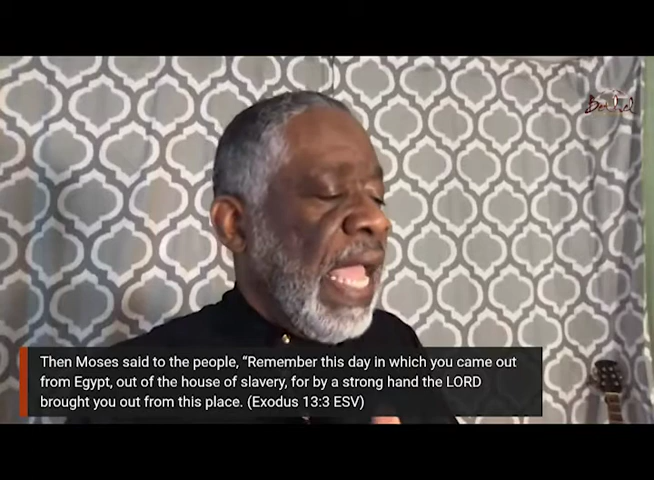 Bethel
Then Moses said to the people, “Remember this day in which you came out
from Egypt, out of the house of slavery, for by a strong hand the LORD
brought you out from this place. (Exodus 13:3 ESV)